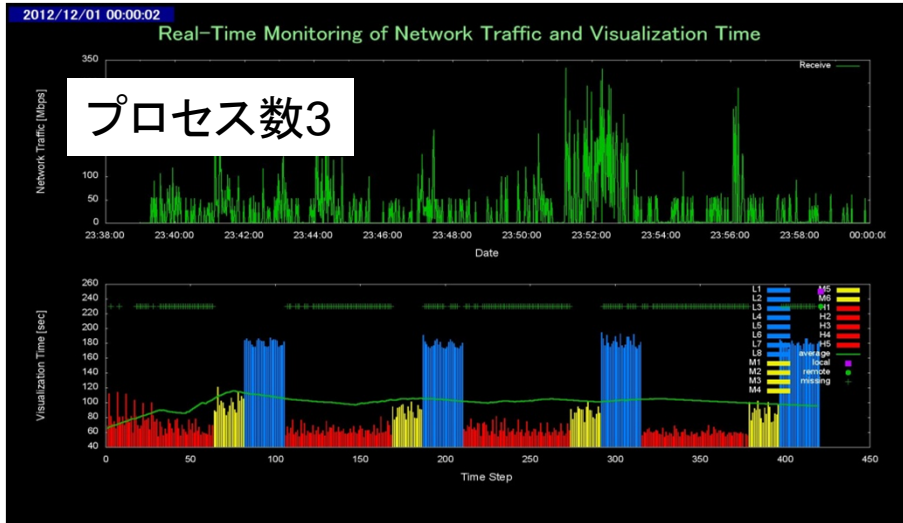 2012/12/01 00:00:02
Real-Time Monitoring of Network Traffic and Visualization Time
プロセス数3
Network Traffic [Mbps]
350
100
50
0
Receive
23:38:00 23:40:00 23:42:00 23:44:00 23:46:00 23:48:00 23:50:00 23:52:00 23:54:00 23:56:00 23:58:00 00:00:00
Date
Visualization Time [sec]
260
240
220
200
180
160
140
120
100
80
60
40
L1
L2
L3
L4
L5
L6
L7
L8
M1
M2
M3
M4
M5
M6
H1
H2
H3
H4
H5
average
local
remote
missing
0 50 100 150 200 250 300 350 400 450
Time Step